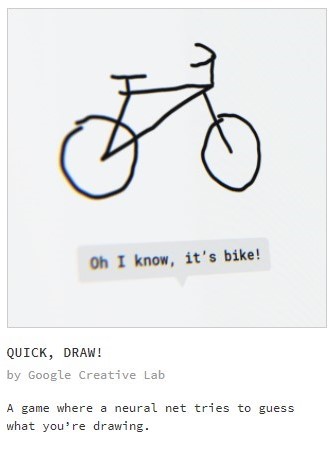 Oh I know, it's bike!
QUICK, DRAW!
by Google Creative Lab
A game where a neural net tries to guess
what you’re drawing.